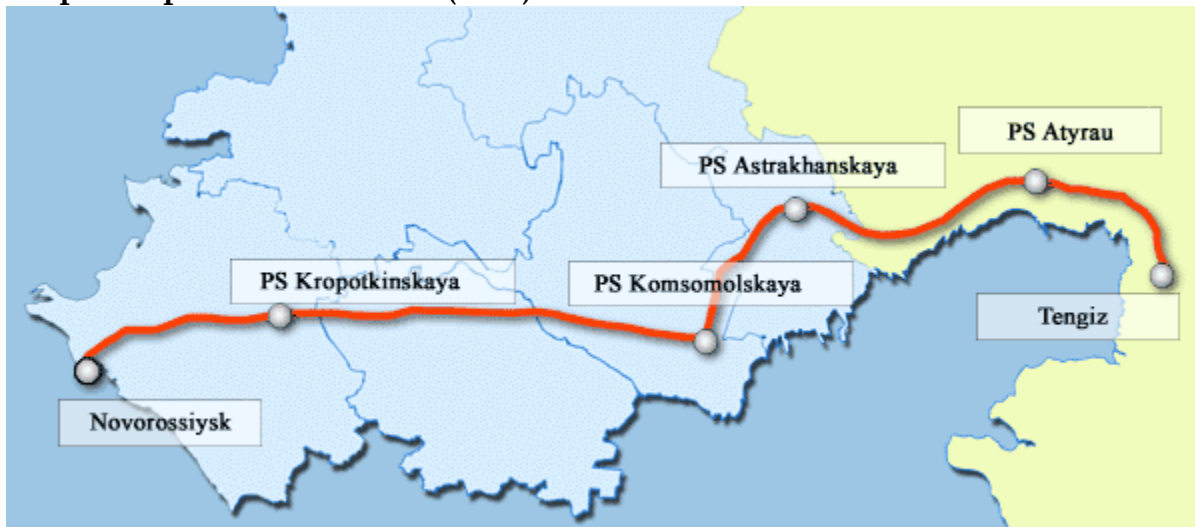 PS Atyrau
PS Astrakhanskaya
PS Kropotkinskaya
PS Komsomolskaya
Tengiz
Novorossiysk